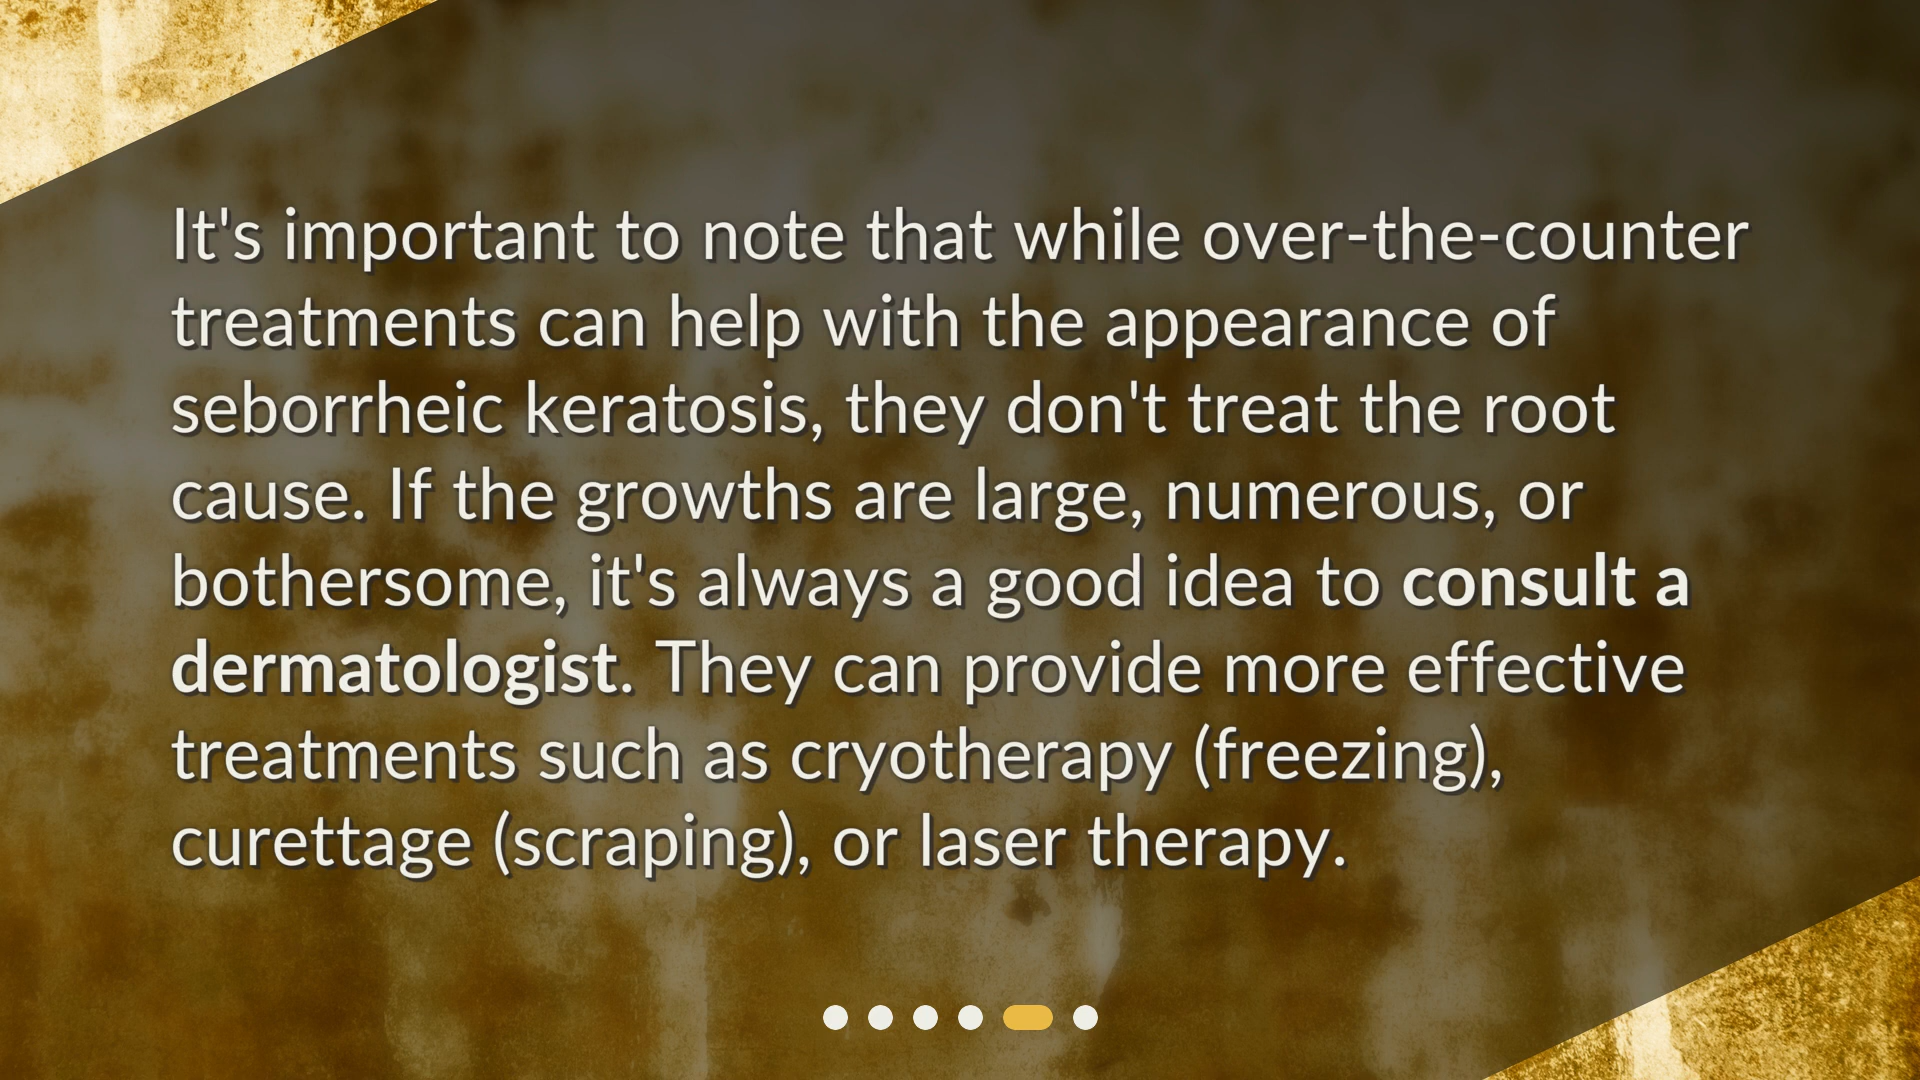 It's important to note that while over-the-counter
treatments can help with the appearance of
seborrheic keratosis, they don't treat the root
cause. If the growths are large, numerous, or
bothersome, it's always a good idea to consult a
dermatologist. They can provide more effective
treatments such as cryotherapy (freezing),
curettage (scraping), or laser therapy.